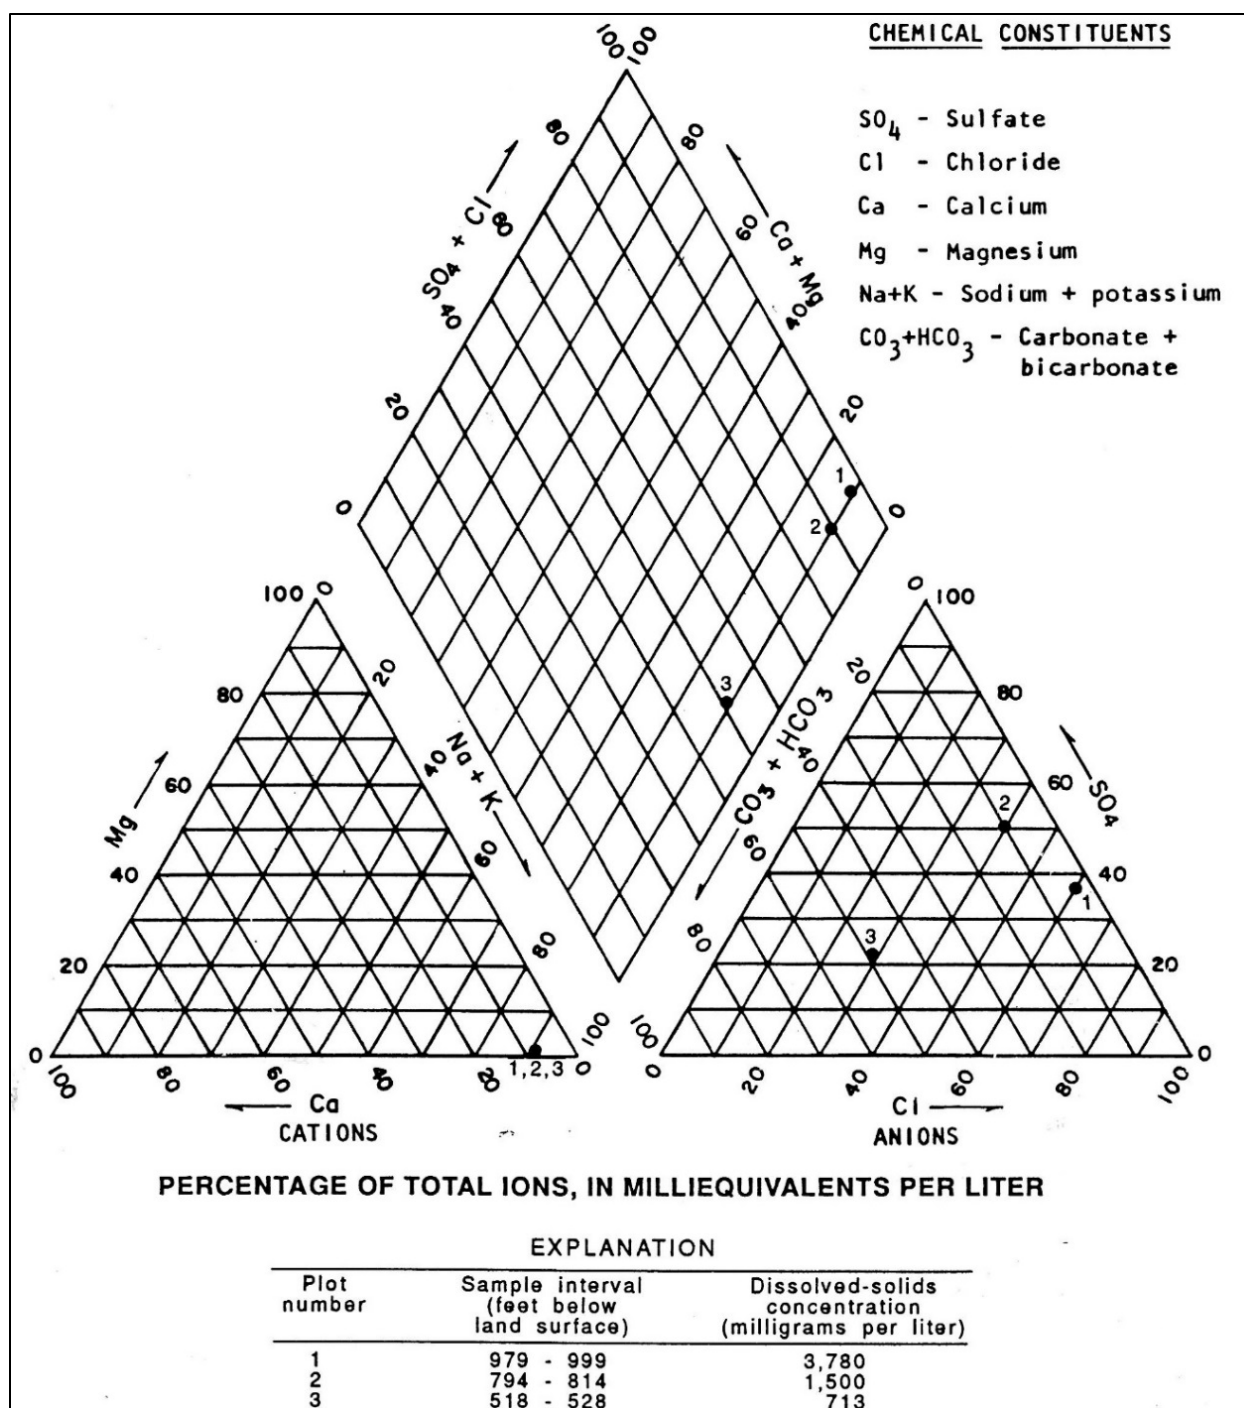 CHEMICAL CONSTITUENTS
SO4 - Sulfate
Cl - Chloride
Ca - Calcium
Mg - Magnesium
Na+K - Sodium + potassium
CO3+HCO3 - Carbonate +
bicarbonate
100 100
80 80
SO4 + Cl
Ca + Mg
60 60
40 40
20 20
0 0
1
2
3
Na + K
CO3 + HCO3
100 0
80 20
60 40
40 60
20 80
0 100
Mg
1,2,3
100 80 60 40 20 0
Ca
CATIONS
0 100
20 80
40 60
60 40
80 20
100 0
SO4
2
1
3
0 20 40 60 80 100
Cl
ANIONS
PERCENTAGE OF TOTAL IONS, IN MILLIEQUIVALENTS PER LITER
EXPLANATION
Plot number Sample interval (feet below land surface) Dissolved-solids concentration (milligrams per liter)
1 979 - 999 3,780
2 794 - 814 1,500
3 518 - 528 713